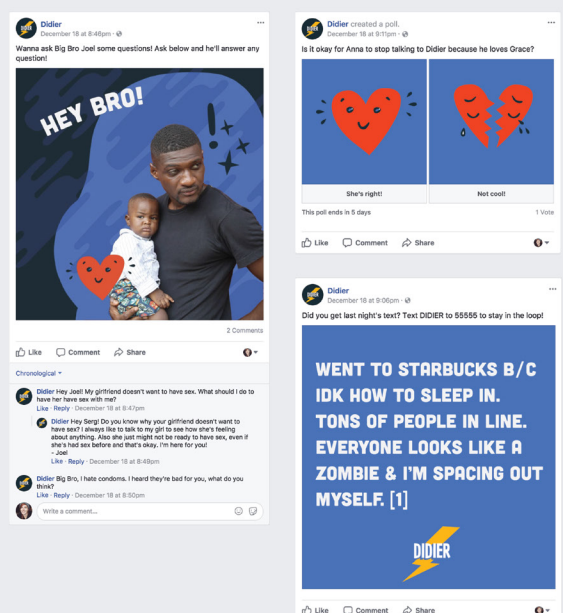 Didier
December 18 at 8:46pm
Wanna ask Big Bro Joel some questions! Ask below and he'll answer any
question!
HEY BRO!
2 Comments
Like Comment Share
Chronological
Didier Hey Joel! My girlfriend doesn't want to have sex. What should I do to
have her have sex with me?
Like · Reply · December 18 at 8:47pm
Didier Hey Serg! Do you know why your girlfriend doesn't want to
have sex? I always like to talk to my girl to see how she's feeling
about anything. Also she just might not be ready to have sex, even if
she's had sex before and that's okay. I'm here for you!
- Joel
Like · Reply · December 18 at 8:49pm
Didier Big Bro, I hate condoms. I heard they're bad for you, what do you
think?
Like · Reply · December 18 at 8:50pm
Write a comment...
Didier created a poll.
December 18 at 9:11pm
Is it okay for Anna to stop talking to Didier because he loves Grace?
She's right!
Not cool!
This poll ends in 5 days
1 Vote
Like Comment Share
Didier
December 18 at 9:06pm
Did you get last night's text? Text DIDIER to 55555 to stay in the loop!
WENT TO STARBUCKS B/C
IDK HOW TO SLEEP IN.
TONS OF PEOPLE IN LINE.
EVERYONE LOOKS LIKE A
ZOMBIE & I'M SPACING OUT
MYSELF. [1]
DIDIER
Like Comment Share